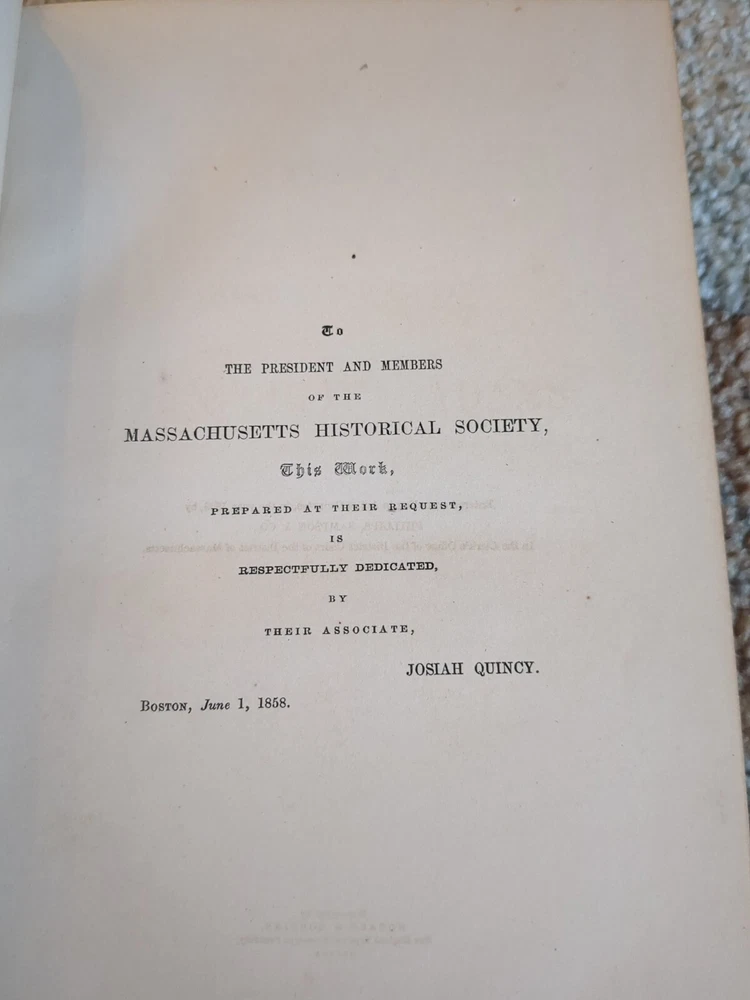 To
THE PRESIDENT AND MEMBERS
OF THE
MASSACHUSETTS HISTORICAL SOCIETY,
This Work,
PREPARED AT THEIR REQUEST,
IS
RESPECTFULLY DEDICATED,
BY
THEIR ASSOCIATE,
JOSIAH QUINCY.
BOSTON, June 1, 1858.